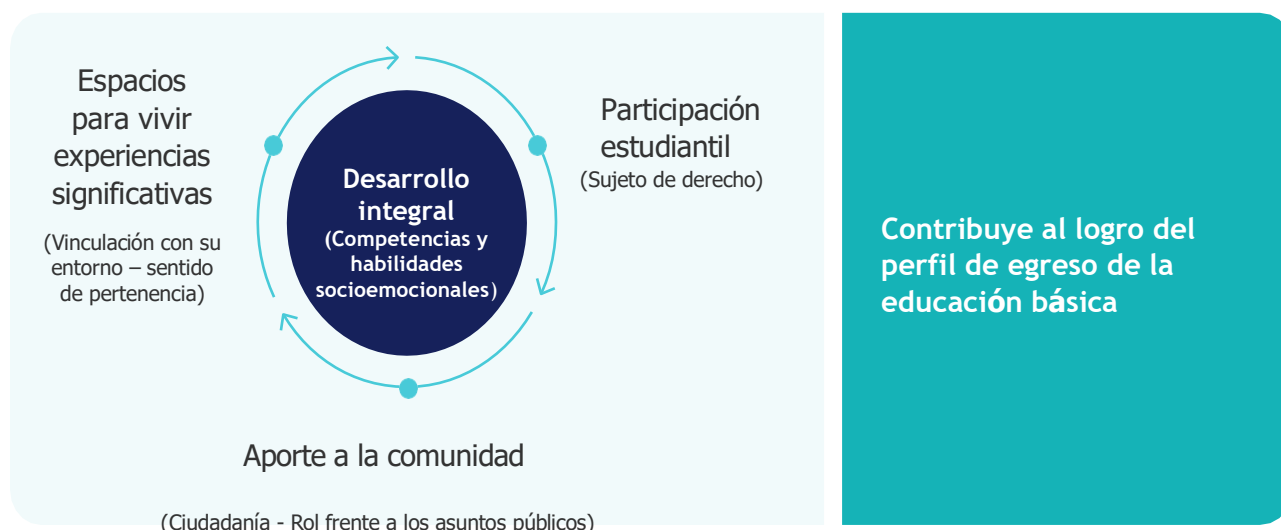 Espacios
para vivir
experiencias
significativas
(Vinculación con su
entorno – sentido
de pertenencia)
Desarrollo
integral
(Competencias y
habilidades
socioemocionales)
Participación
estudiantil
(Sujeto de derecho)
Aporte a la comunidad
(Ciudadanía - Rol frente a los asuntos públicos)
Contribuye al logro del
perfil de egreso de la
educación básica